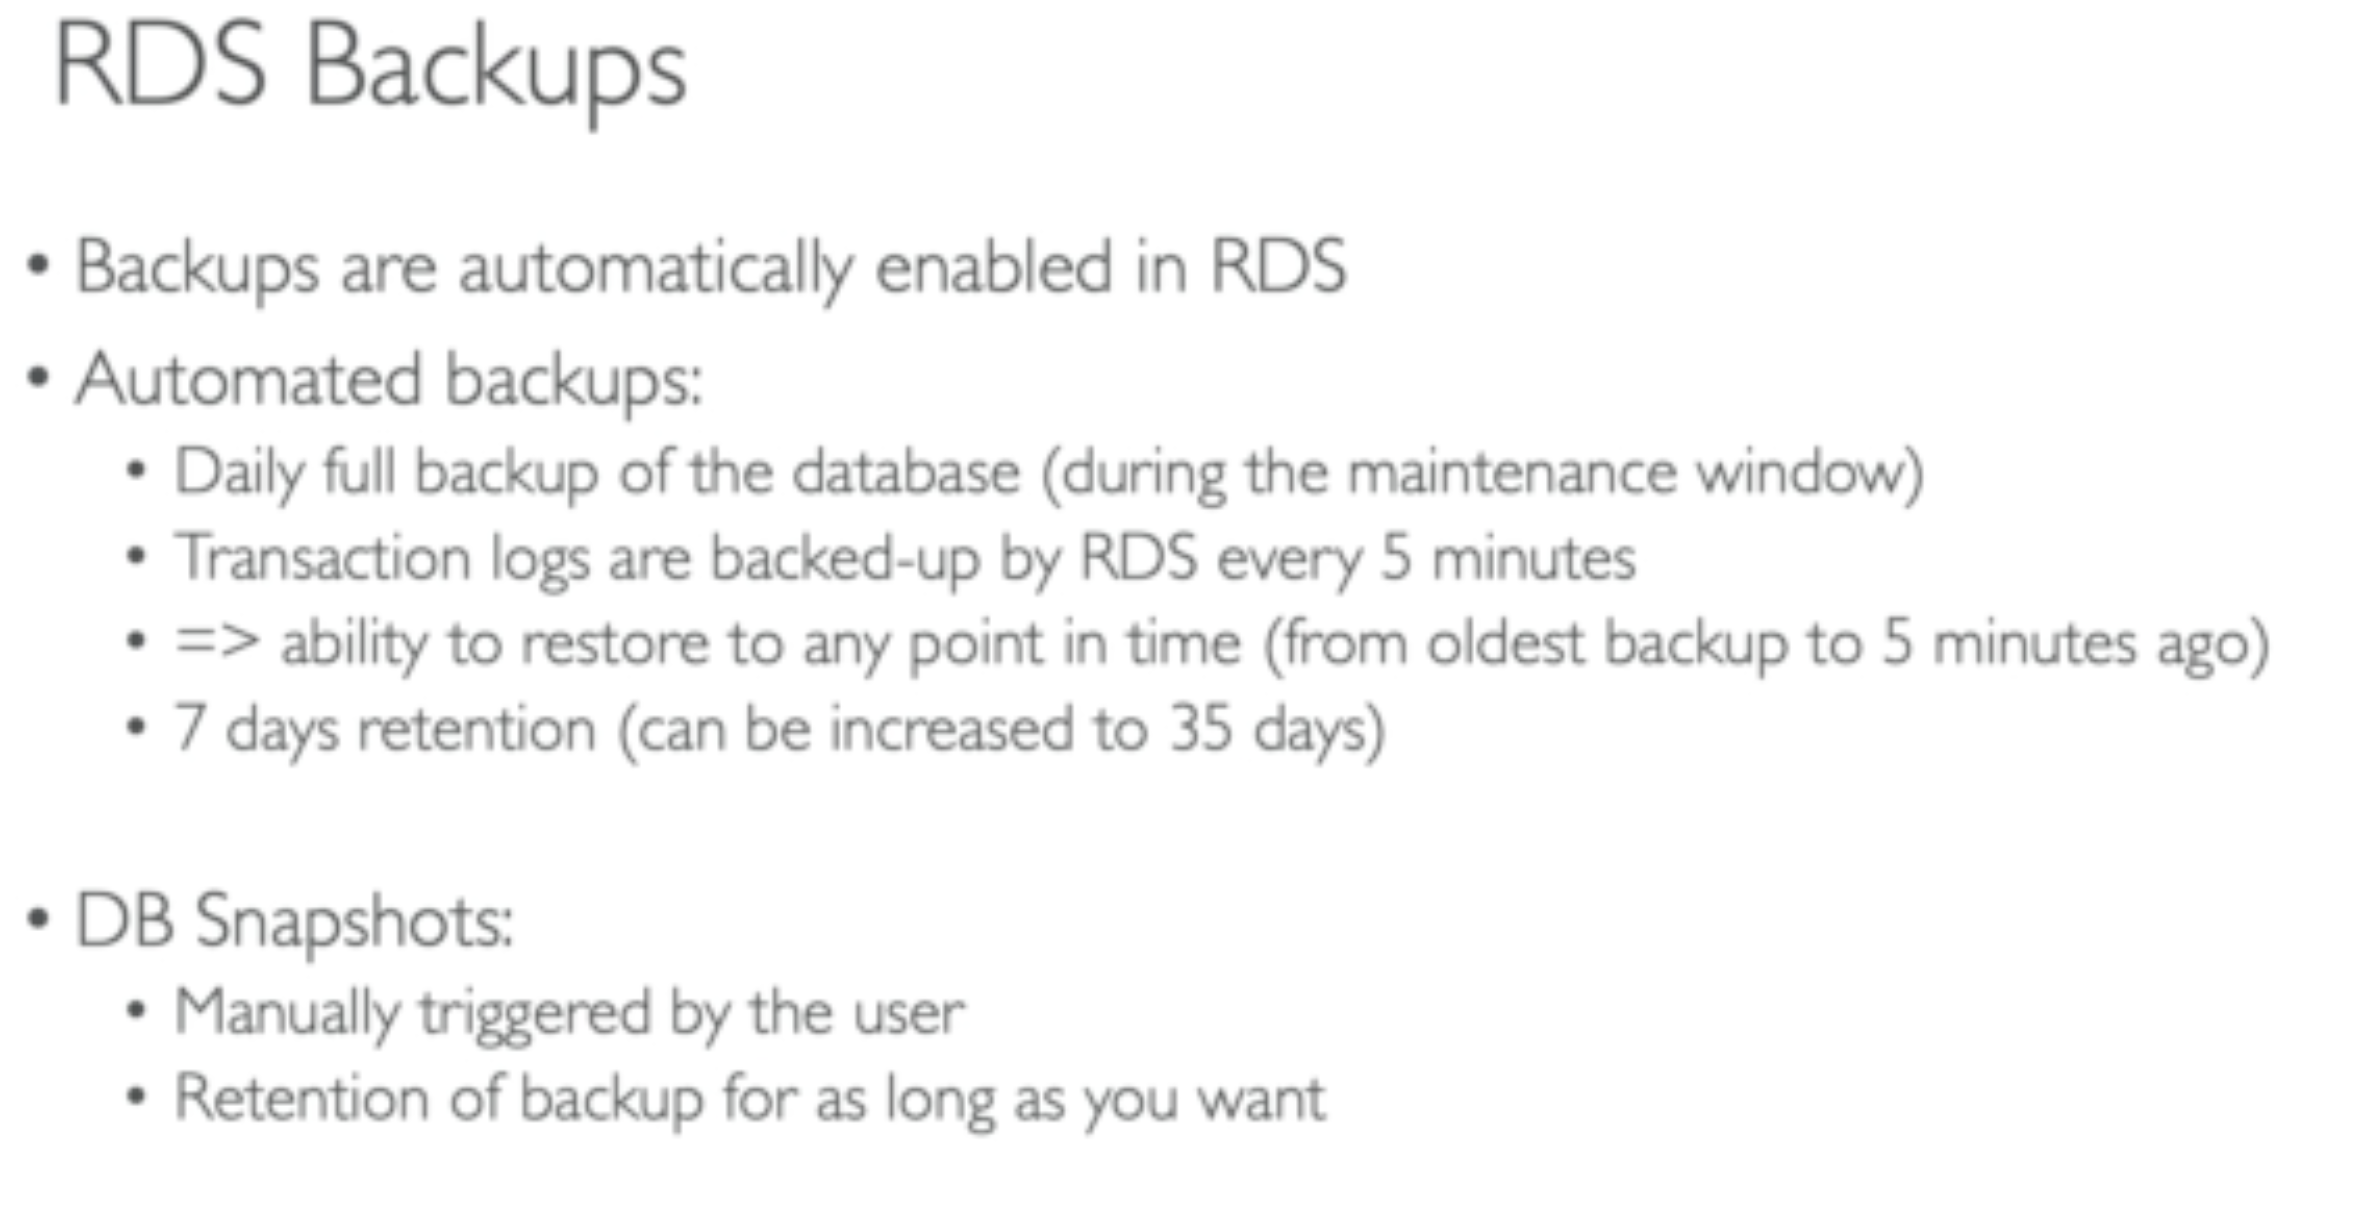 RDS Backups
• Backups are automatically enabled in RDS
• Automated backups:
• Daily full backup of the database (during the maintenance window)
• Transaction logs are backed-up by RDS every 5 minutes
• => ability to restore to any point in time (from oldest backup to 5 minutes ago)
• 7 days retention (can be increased to 35 days)
• DB Snapshots:
• Manually triggered by the user
• Retention of backup for as long as you want